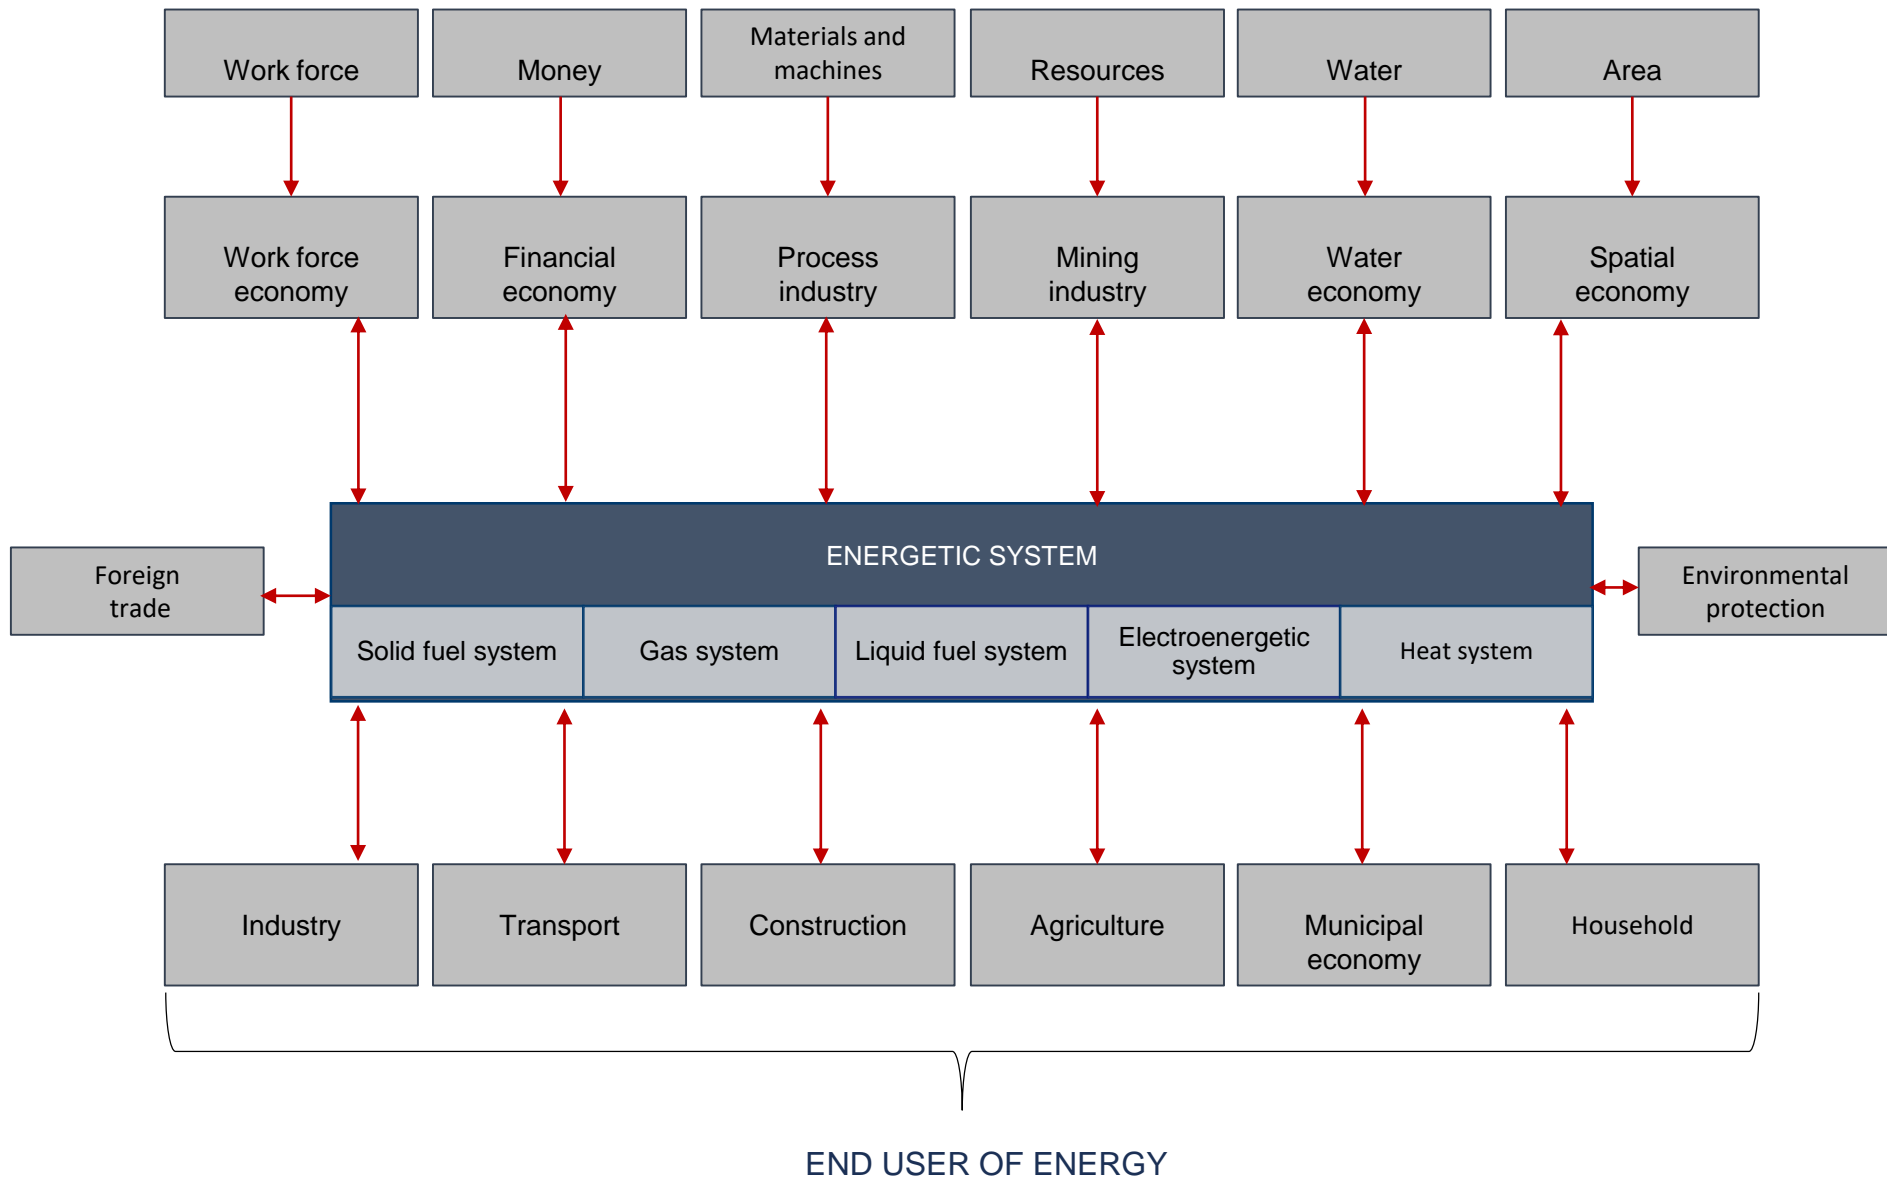 Work force
Money
Materials and
machines
Resources
Water
Area
Work force
economy
Financial
economy
Process
industry
Mining
industry
Water
economy
Spatial
economy
ENERGETIC SYSTEM
Foreign
trade
Environmental
protection
Solid fuel system
Gas system
Liquid fuel system
Electroenergetic
system
Heat system
Industry
Transport
Construction
Agriculture
Municipal
economy
Household
END USER OF ENERGY